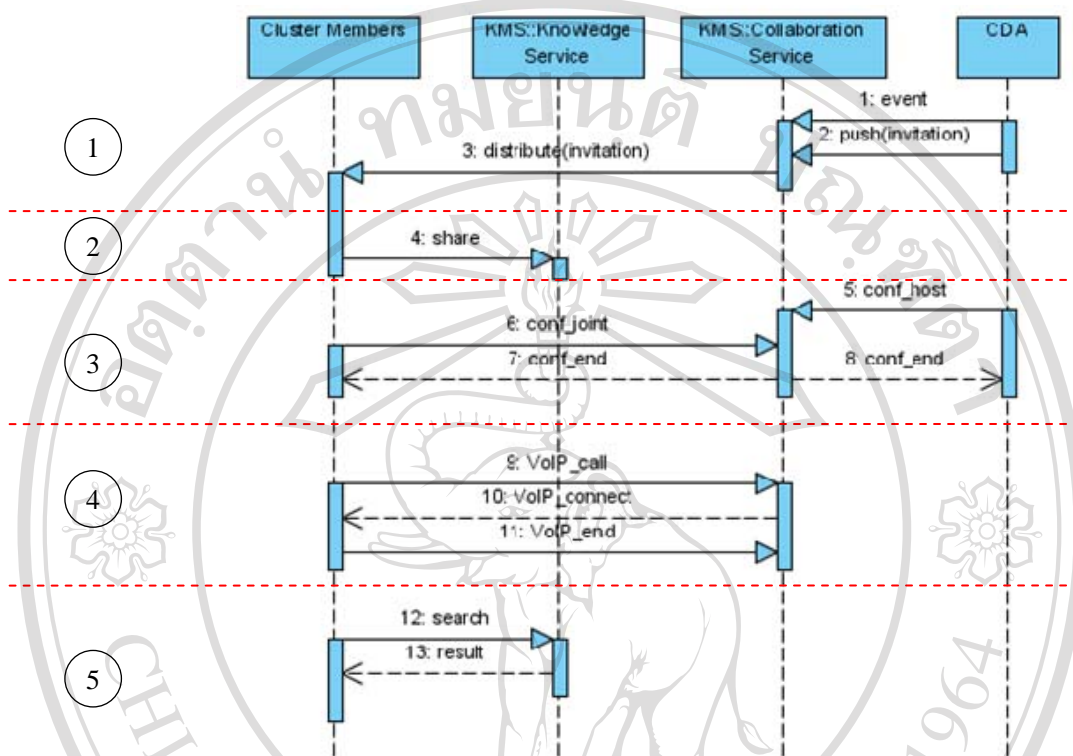 Cluster Members
KMS::Knowledge
Service
KMS::Collaboration
Service
CDA
1
1: event
2: push(invitation)
3: distribute(invitation)
2
4: share
3
5: conf_host
6: conf_joint
7: conf_end
8: conf_end
4
9: VoIP_call
10: VoIP_connect
11: VoIP_end
5
12: search
13: result
1964